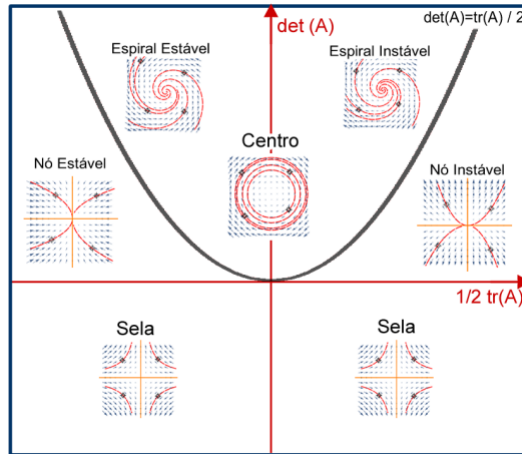 det (A)
det(A)=tr(A) / 2
Espiral Estável
Espiral Instável
Centro
Nó Estável
Nó Instável
1/2 tr(A)
Sela
Sela